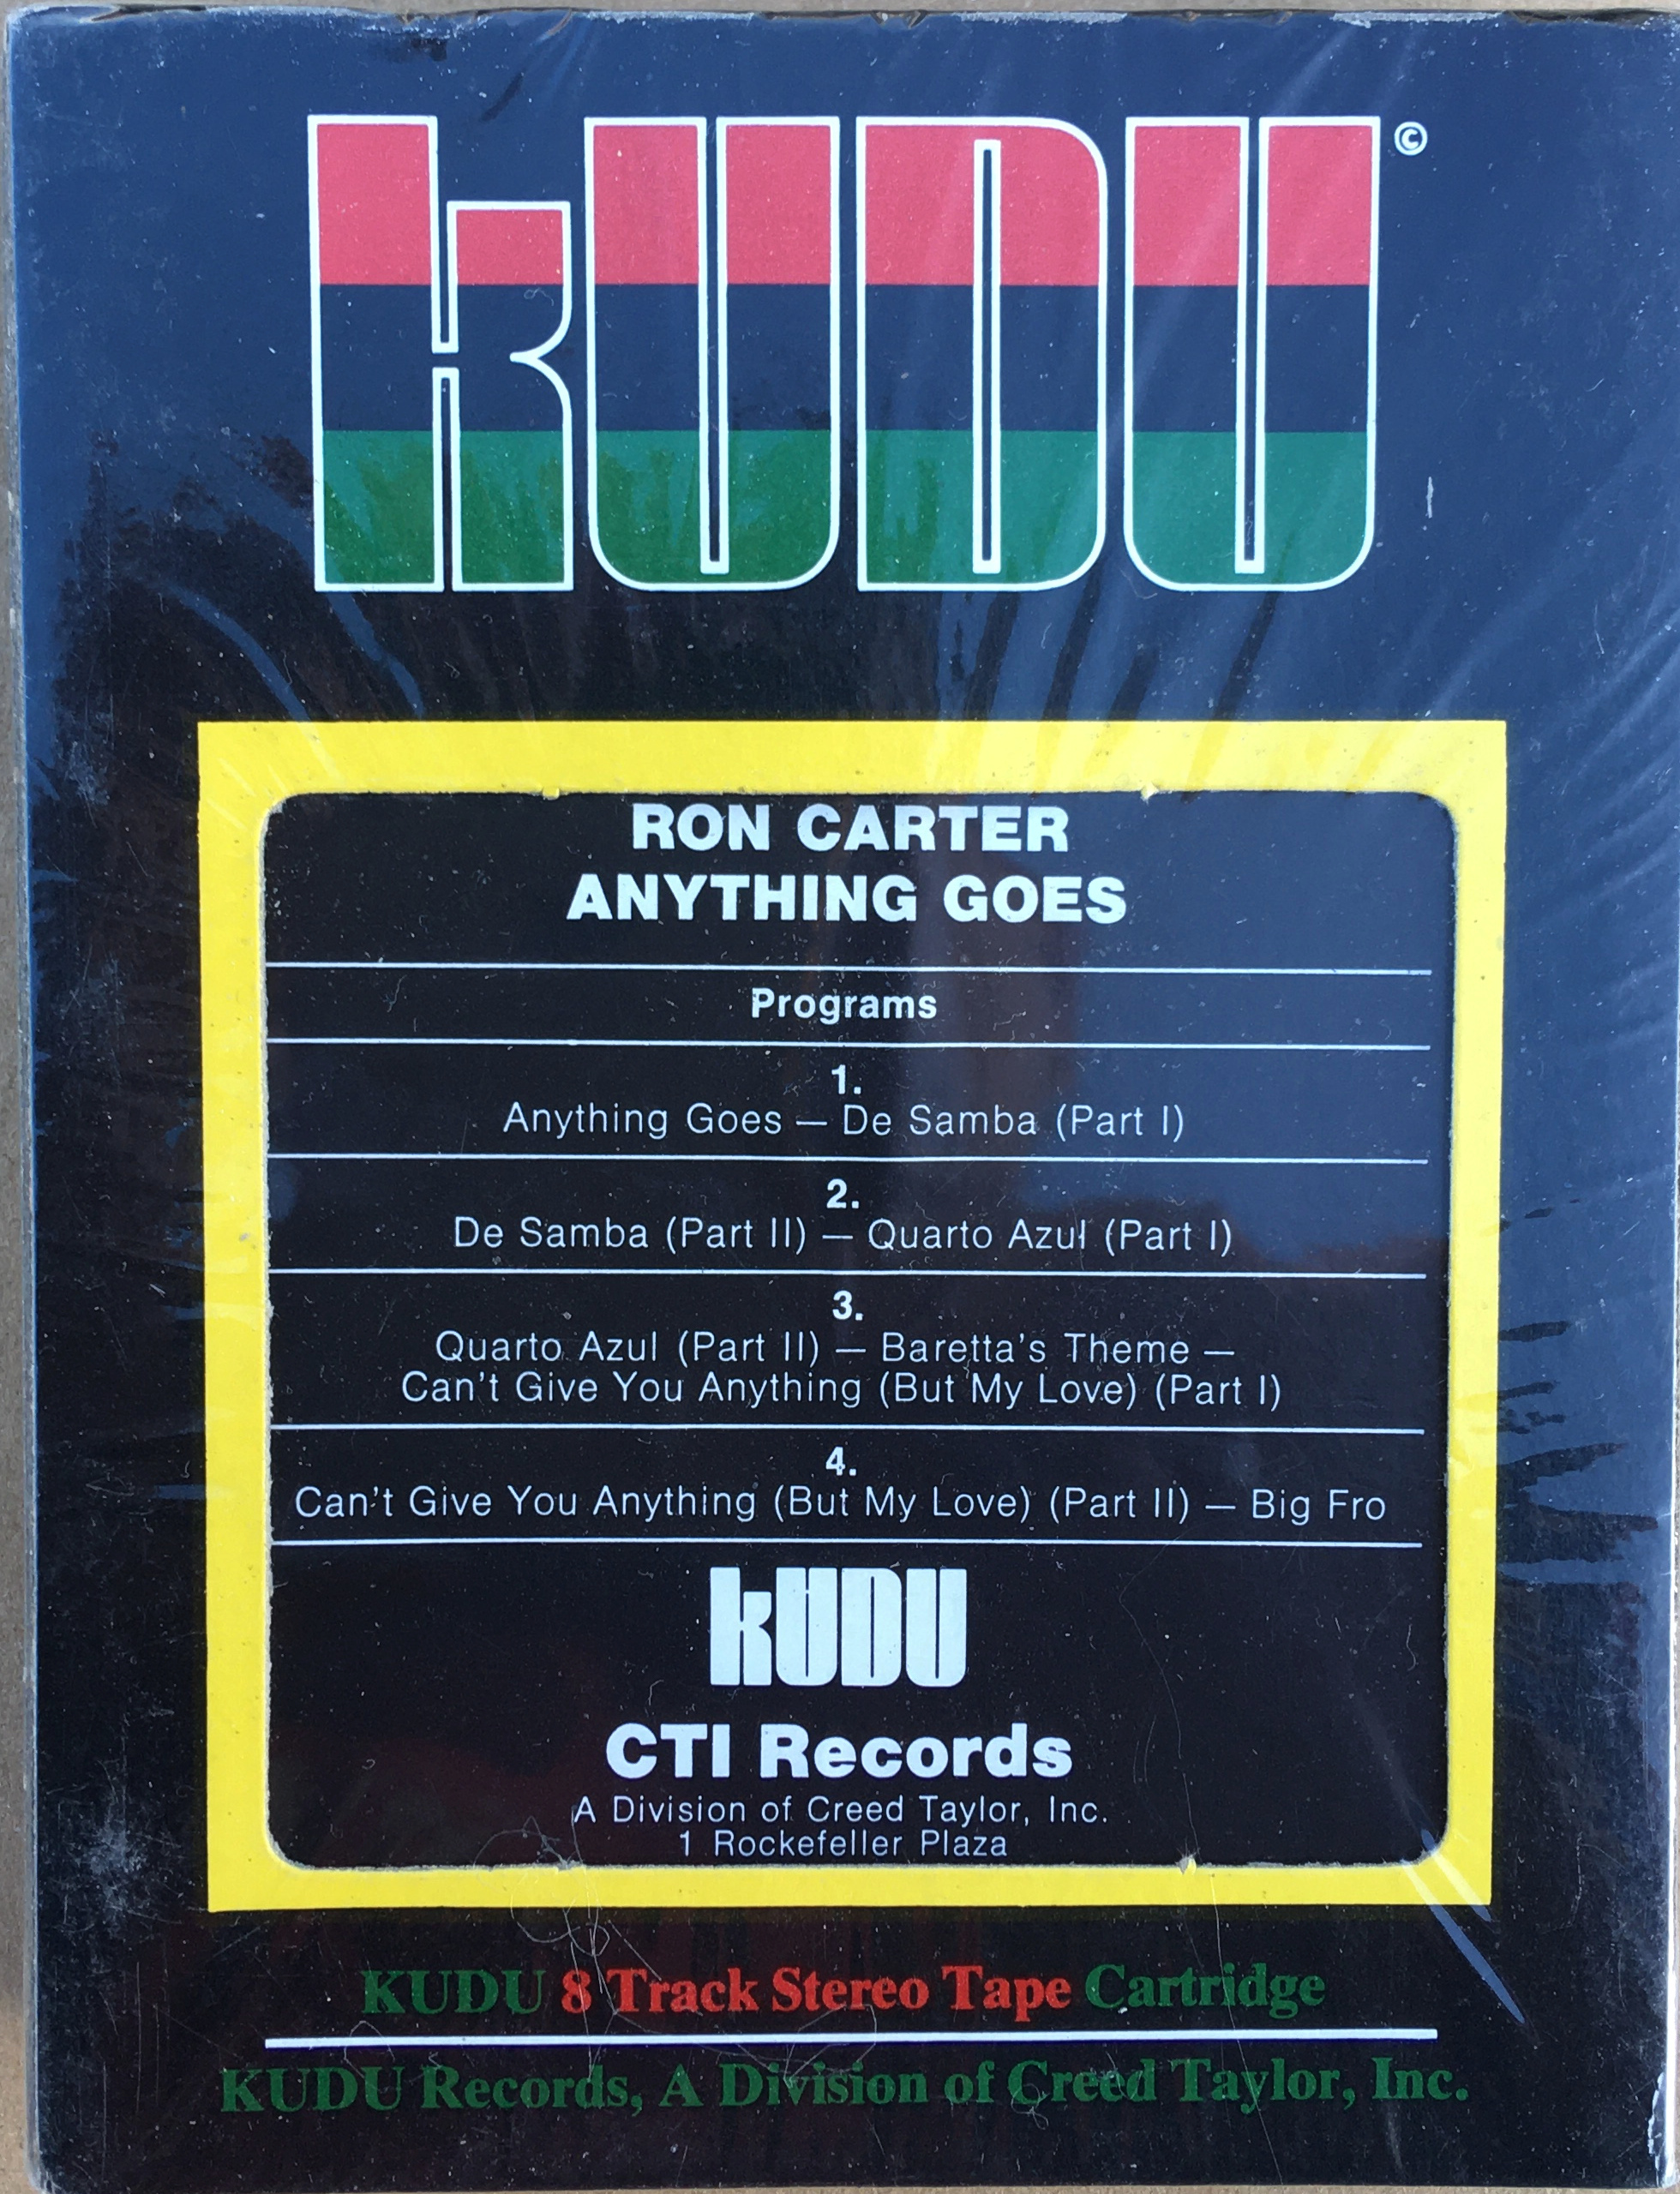 kUDU ©
RON CARTER
ANYTHING GOES
Programs
1.
Anything Goes — De Samba (Part I)
2.
De Samba (Part II) — Quarto Azul (Part I)
3.
Quarto Azul (Part II) — Baretta's Theme —
Can't Give You Anything (But My Love) (Part I)
4.
Can't Give You Anything (But My Love) (Part II) — Big Fro
kUDU
CTI Records
A Division of Creed Taylor, Inc.
1 Rockefeller Plaza
KUDU 8 Track Stereo Tape Cartridge
KUDU Records, A Division of Creed Taylor, Inc.